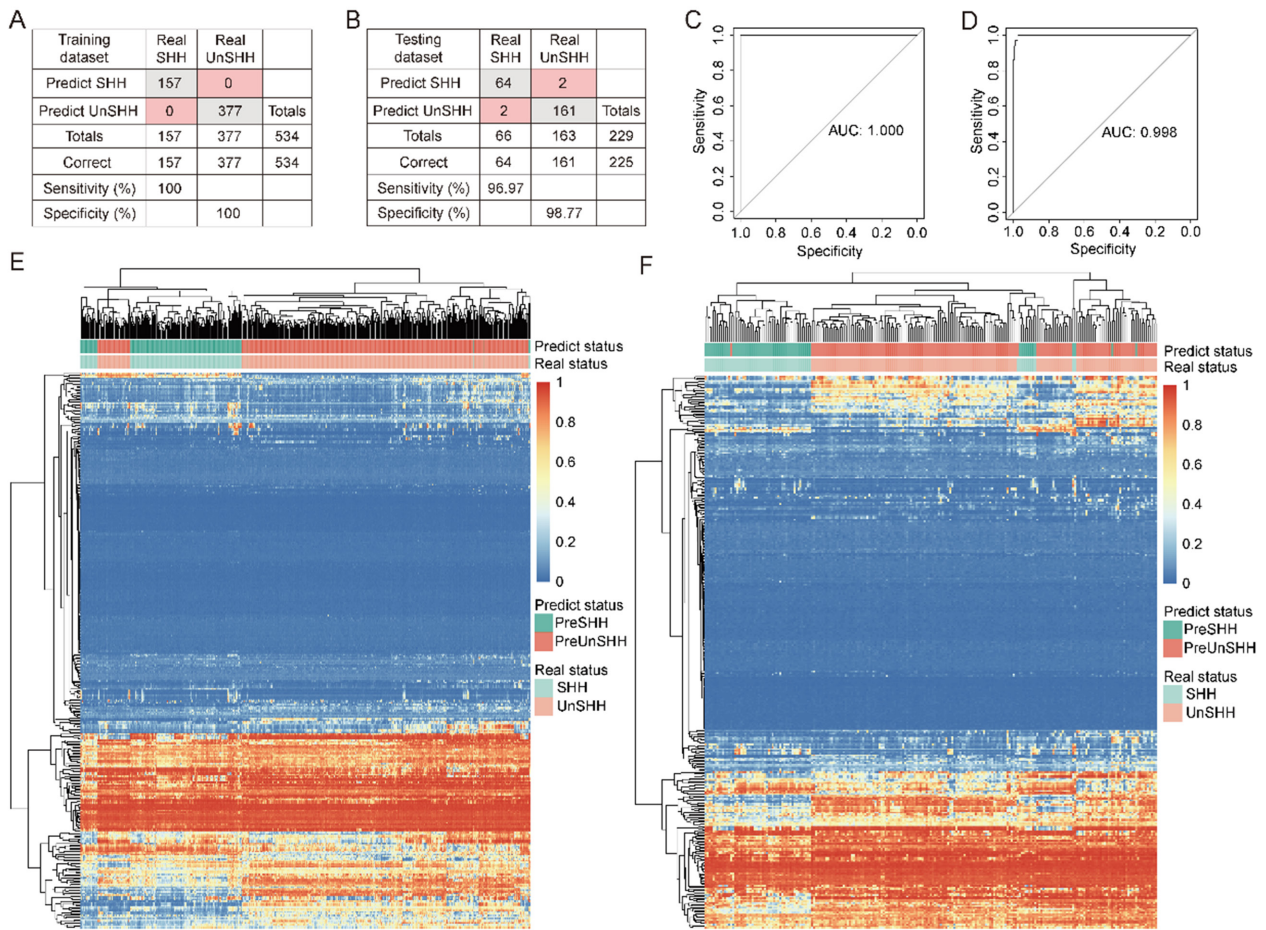 A
Training dataset | Real SHH | Real UnSHH
Predict SHH | 157 | 0
Predict UnSHH | 0 | 377 | Totals
Totals | 157 | 377 | 534
Correct | 157 | 377 | 534
Sensitivity (%) | 100
Specificity (%) | 100
B
Testing dataset | Real SHH | Real UnSHH
Predict SHH | 64 | 2
Predict UnSHH | 2 | 161 | Totals
Totals | 66 | 163 | 229
Correct | 64 | 161 | 225
Sensitivity (%) | 96.97
Specificity (%) | 98.77
C
Sensitivity
1.0
0.8
0.6
0.4
0.2
0.0
AUC: 1.000
1.0 0.8 0.6 0.4 0.2 0.0
Specificity
D
Sensitivity
1.0
0.8
0.6
0.4
0.2
0.0
AUC: 0.998
1.0 0.8 0.6 0.4 0.2 0.0
Specificity
E
Predict status
Real status
1
0.8
0.6
0.4
0.2
0
Predict status
PreSHH
PreUnSHH
Real status
SHH
UnSHH
F
Predict status
Real status
1
0.8
0.6
0.4
0.2
0
Predict status
PreSHH
PreUnSHH
Real status
SHH
UnSHH